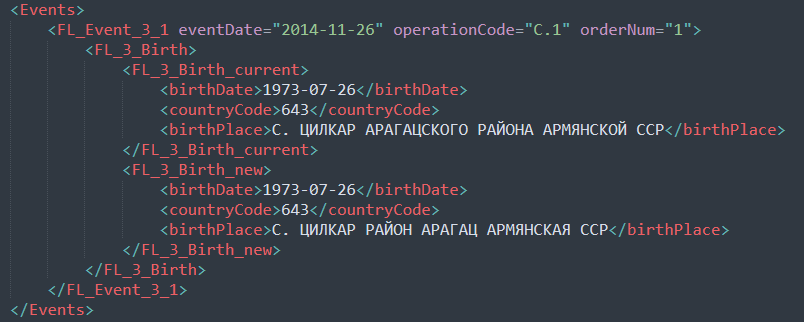 <Events>
<FL_Event_3_1 eventDate="2014-11-26" operationCode="C.1" orderNum="1">
<FL_3_Birth>
<FL_3_Birth_current>
<birthDate>1973-07-26</birthDate>
<countryCode>643</countryCode>
<birthPlace>С. ЦИЛКАР АРАГАЦСКОГО РАЙОНА АРМЯНСКОЙ ССР</birthPlace>
</FL_3_Birth_current>
<FL_3_Birth_new>
<birthDate>1973-07-26</birthDate>
<countryCode>643</countryCode>
<birthPlace>С. ЦИЛКАР РАЙОН АРАГАЦ АРМЯНСКАЯ ССР</birthPlace>
</FL_3_Birth_new>
</FL_3_Birth>
</FL_Event_3_1>
</Events>